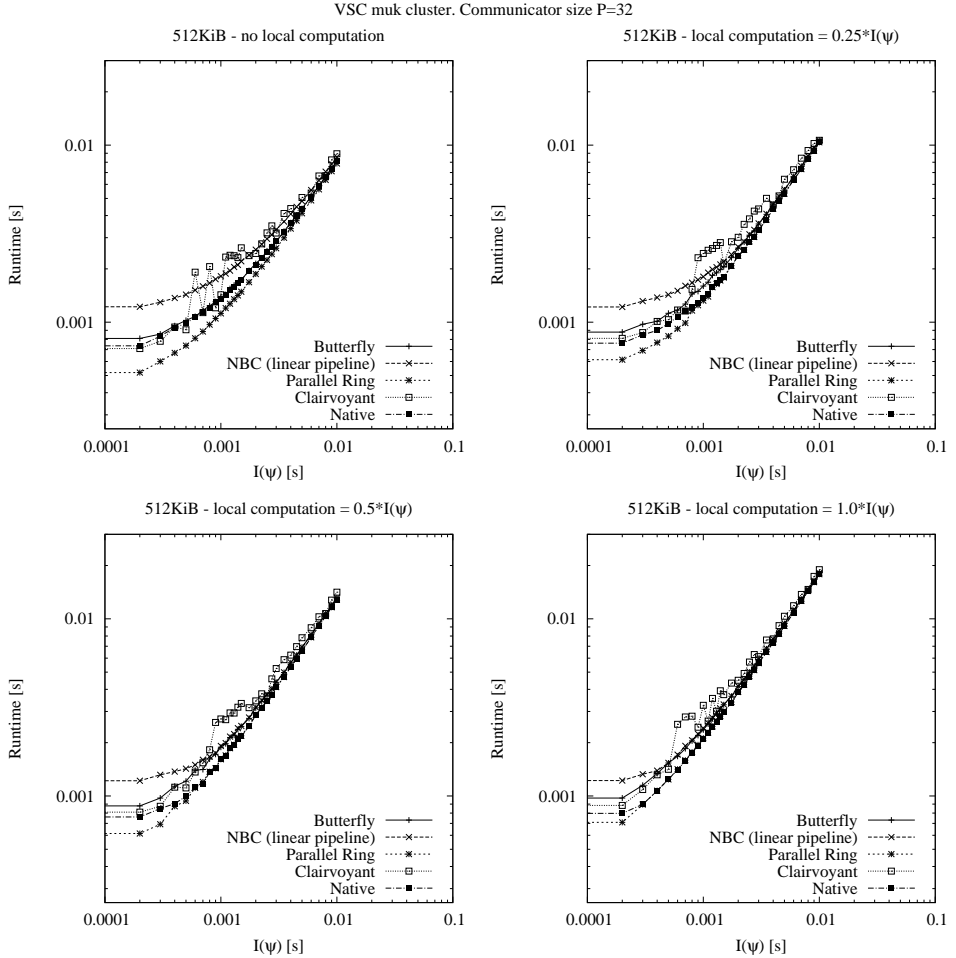 VSC muk cluster. Communicator size P=32
512KiB - no local computation
0.01
0.001
0.0001
0.001
0.01
0.1
Runtime [s]
I(ψ) [s]
Butterfly
NBC (linear pipeline)
Parallel Ring
Clairvoyant
Native
512KiB - local computation = 0.25*I(ψ)
0.01
0.001
0.0001
0.001
0.01
0.1
Runtime [s]
I(ψ) [s]
Butterfly
NBC (linear pipeline)
Parallel Ring
Clairvoyant
Native
512KiB - local computation = 0.5*I(ψ)
0.01
0.001
0.0001
0.001
0.01
0.1
Runtime [s]
I(ψ) [s]
Butterfly
NBC (linear pipeline)
Parallel Ring
Clairvoyant
Native
512KiB - local computation = 1.0*I(ψ)
0.01
0.001
0.0001
0.001
0.01
0.1
Runtime [s]
I(ψ) [s]
Butterfly
NBC (linear pipeline)
Parallel Ring
Clairvoyant
Native